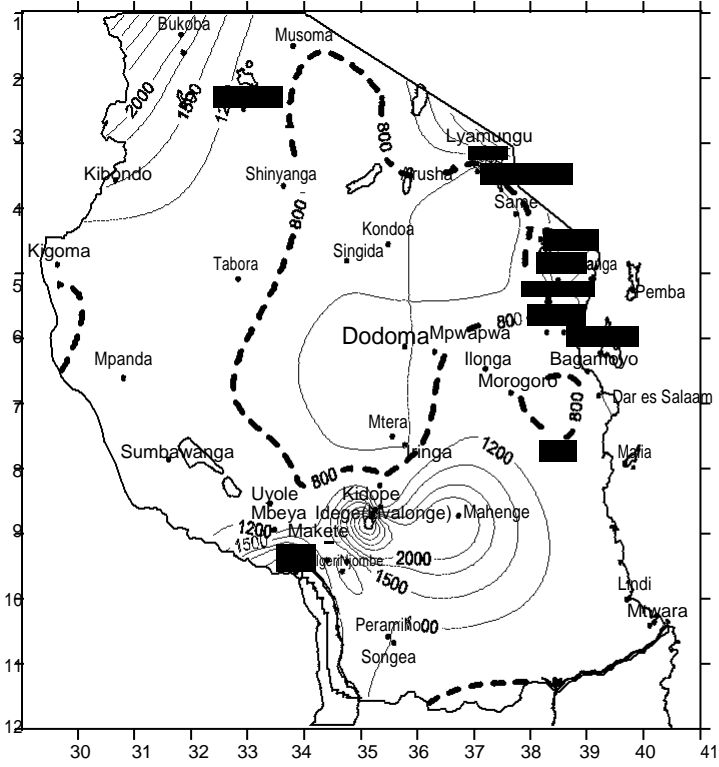 1
Bukoba
Musoma
2
2000
1500
800
3
Lyamungu
Kibondo
Shinyanga
Arusha
Same
4
800
Kondoa
Kigoma
Singida
Tabora
5
Pemba
800
Dodoma
Mpwapwa
6
Mpanda
Ilonga
Bagamoyo
Morogoro
7
800
Dar es Salaam
Mtera
Sumbawanga
Iringa
1200
Mafia
8
800
Uyole
Kidope
Mbeya
Mahenge
1200
Makete
9
1500
2000
Njombe
1500
Lindi
10
Mtwara
Peramiho
Songea
11
12
30 31 32 33 34 35 36 37 38 39 40 41